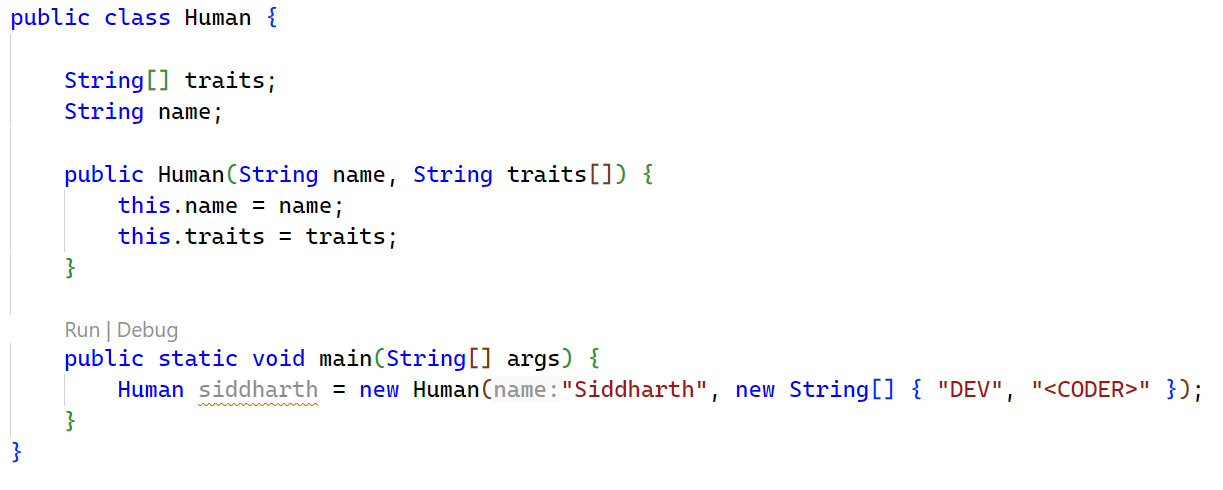 public class Human {
String[] traits;
String name;
public Human(String name, String traits[]) {
this.name = name;
this.traits = traits;
}
Run | Debug
public static void main(String[] args) {
Human siddharth = new Human(name:"Siddharth", new String[] { "DEV", "<CODER>" });
}
}